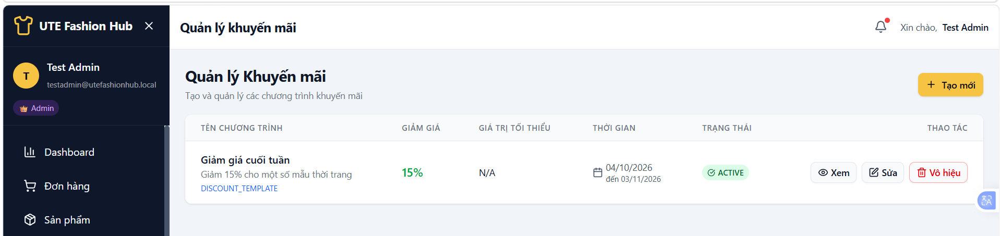 UTE Fashion Hub
Quản lý khuyến mãi
Xin chào, Test Admin
T
Test Admin
testadmin@utefashionhub.local
Admin
Dashboard
Đơn hàng
Sản phẩm
Quản lý Khuyến mãi
Tạo và quản lý các chương trình khuyến mãi
Tạo mới
TÊN CHƯƠNG TRÌNH GIẢM GIÁ GIÁ TRỊ TỐI THIỂU THỜI GIAN TRẠNG THÁI THAO TÁC
Giảm giá cuối tuần
Giảm 15% cho một số mẫu thời trang
DISCOUNT_TEMPLATE
15%
N/A
04/10/2026
đến 03/11/2026
ACTIVE
Xem
Sửa
Vô hiệu